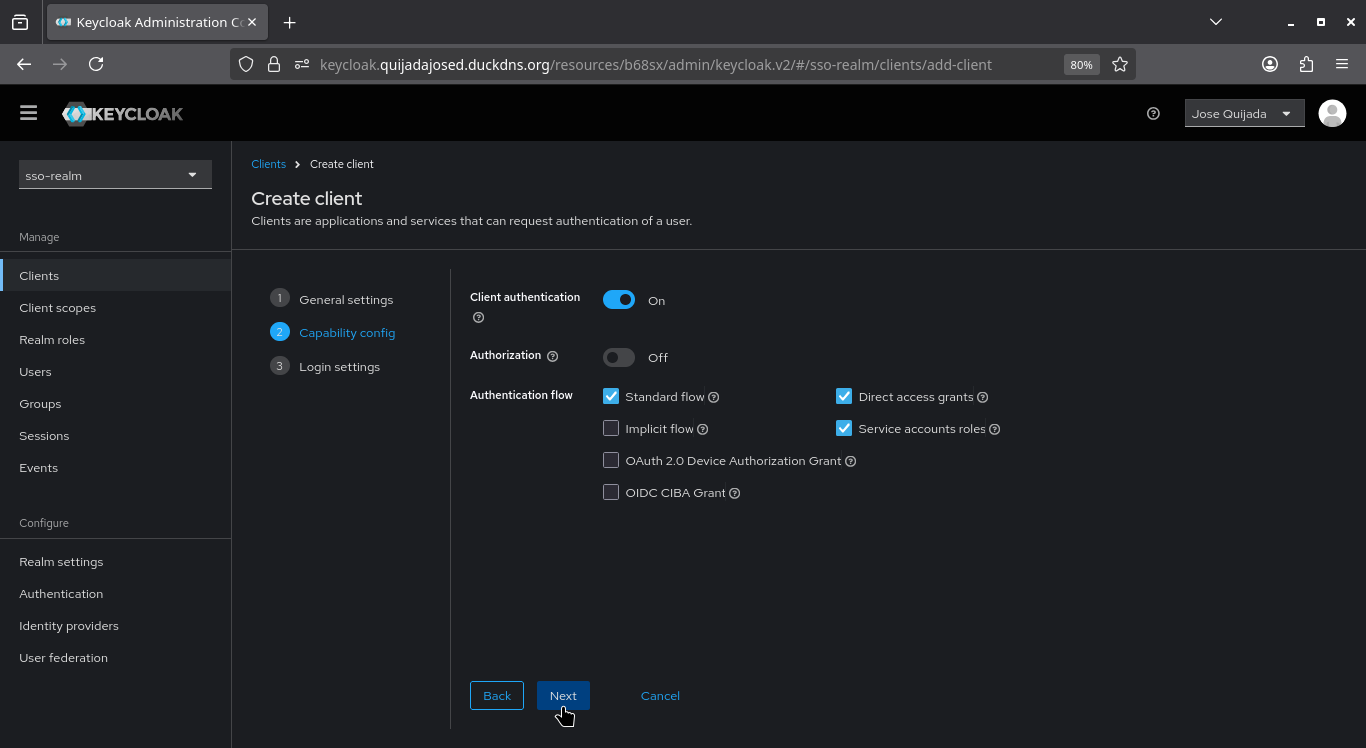 Keycloak Administration Co
keycloak.quijadajosed.duckdns.org/resources/b68sx/admin/keycloak.v2/#/sso-realm/clients/add-client
80%
KEYCLOAK
Jose Quijada
sso-realm
Manage
Clients
Client scopes
Realm roles
Users
Groups
Sessions
Events
Configure
Realm settings
Authentication
Identity providers
User federation
Clients > Create client
Create client
Clients are applications and services that can request authentication of a user.
1 General settings
2 Capability config
3 Login settings
Client authentication On
Authorization Off
Authentication flow
Standard flow Direct access grants
Implicit flow Service accounts roles
OAuth 2.0 Device Authorization Grant
OIDC CIBA Grant
Back Next Cancel